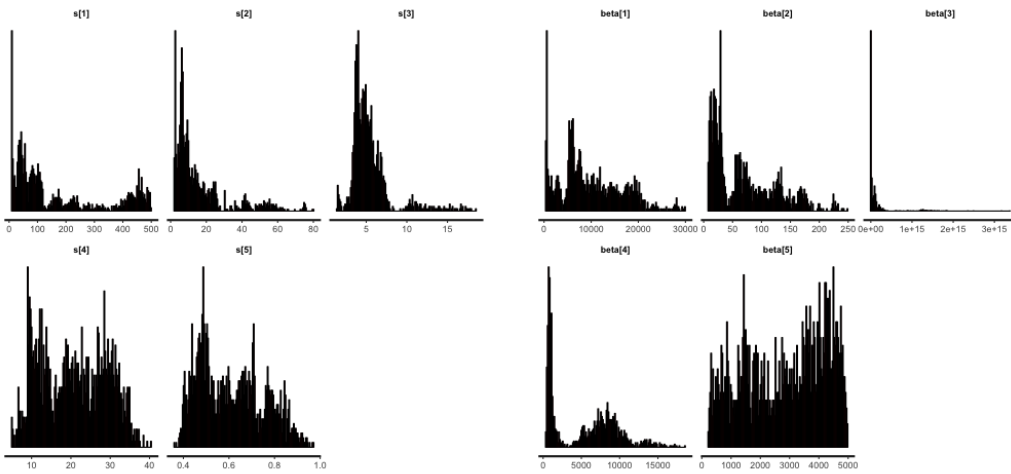 s[1] s[2] s[3] beta[1] beta[2] beta[3]
0 100 200 300 400 500 0 20 40 60 80 5 10 15 0 10000 20000 30000 0 50 100 150 200 250 0e+00 1e+15 2e+15 3e+15
s[4] s[5] beta[4] beta[5]
10 20 30 40 0.4 0.6 0.8 1.0 0 5000 10000 15000 0 1000 2000 3000 4000 5000